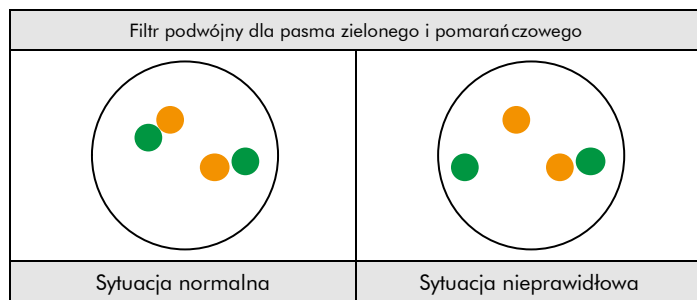 Filtr podwójny dla pasma zielonego i pomarańczowego
Sytuacja normalna
Sytuacja nieprawidłowa